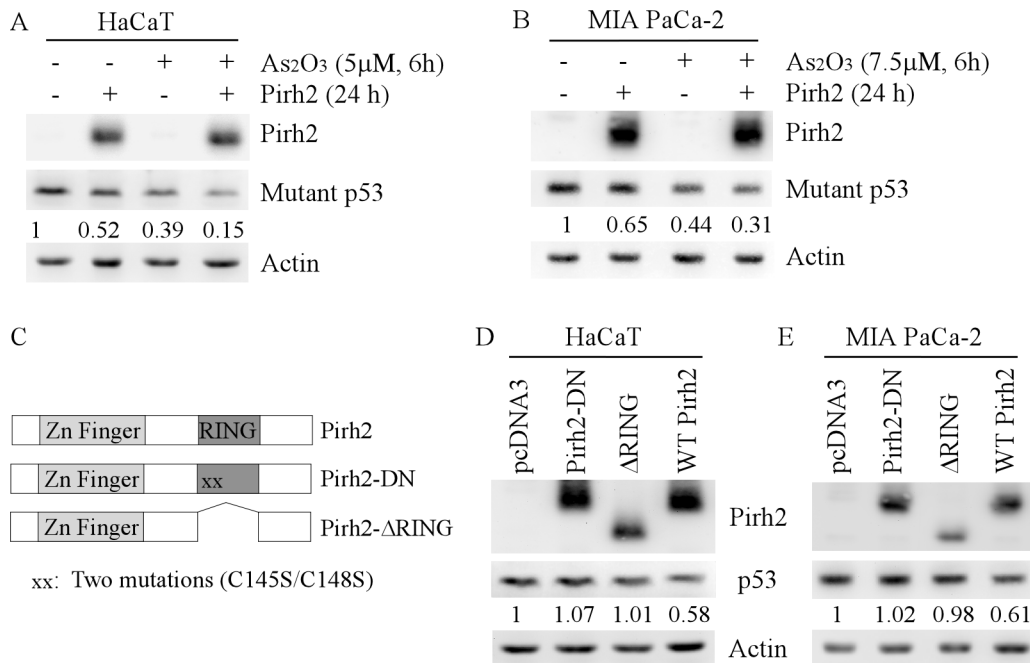 A
HaCaT
- - + + As₂O₃ (5μM, 6h)
- + - + Pirh2 (24 h)
Pirh2
Mutant p53
1 0.52 0.39 0.15
Actin
B
MIA PaCa-2
- - + + As₂O₃ (7.5μM, 6h)
- + - + Pirh2 (24 h)
Pirh2
Mutant p53
1 0.65 0.44 0.31
Actin
C
Zn Finger RING Pirh2
Zn Finger xx Pirh2-DN
Zn Finger Pirh2-ΔRING
xx: Two mutations (C145S/C148S)
D
HaCaT
pcDNA3
Pirh2-DN
ΔRING
WT Pirh2
Pirh2
p53
1 1.07 1.01 0.58
Actin
E
MIA PaCa-2
pcDNA3
Pirh2-DN
ΔRING
WT Pirh2
1 1.02 0.98 0.61